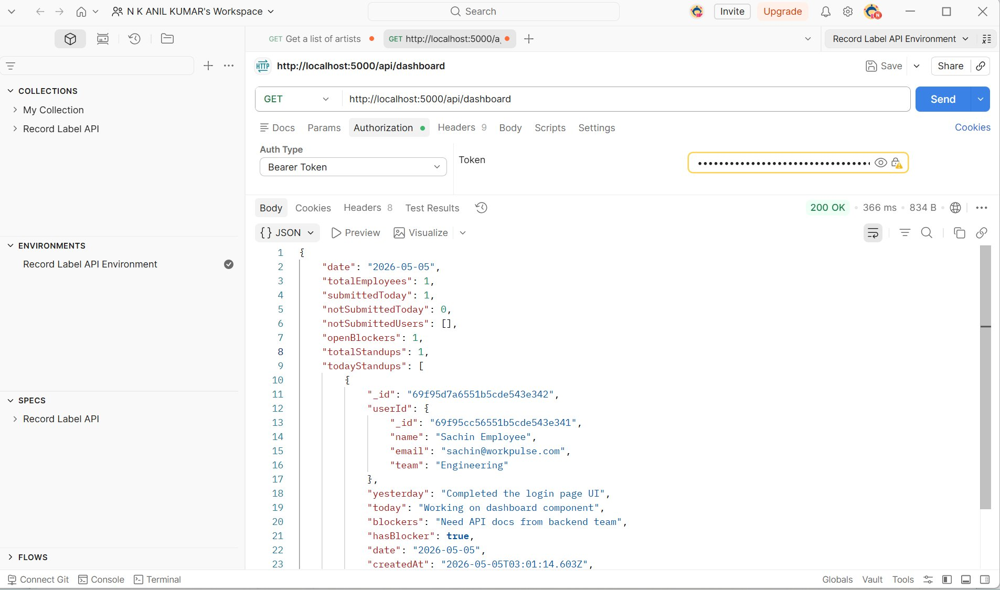 N K ANIL KUMAR's Workspace
Search
Invite
Upgrade
GET Get a list of artists
GET http://localhost:5000/a
Record Label API Environment
HTTP http://localhost:5000/api/dashboard
Save
Share
COLLECTIONS
My Collection
Record Label API
GET
http://localhost:5000/api/dashboard
Send
Docs Params Authorization Headers 9 Body Scripts Settings
Cookies
Auth Type
Bearer Token
Token
••••••••••••••••••••••••••••••••
Body Cookies Headers 8 Test Results
200 OK • 366 ms • 834 B
{} JSON Preview Visualize
ENVIRONMENTS
Record Label API Environment
SPECS
Record Label API
FLOWS
1 {
2 "date": "2026-05-05",
3 "totalEmployees": 1,
4 "submittedToday": 1,
5 "notSubmittedToday": 0,
6 "notSubmittedUsers": [],
7 "openBlockers": 1,
8 "totalStandups": 1,
9 "todayStandups": [
10 {
11 "_id": "69f95d7a6551b5cde543e342",
12 "userId": {
13 "_id": "69f95cc56551b5cde543e341",
14 "name": "Sachin Employee",
15 "email": "sachin@workpulse.com",
16 "team": "Engineering"
17 },
18 "yesterday": "Completed the login page UI",
19 "today": "Working on dashboard component",
20 "blockers": "Need API docs from backend team",
21 "hasBlocker": true,
22 "date": "2026-05-05",
23 "createdAt": "2026-05-05T03:01:14.603Z",
Connect Git Console Terminal
Globals Vault Tools